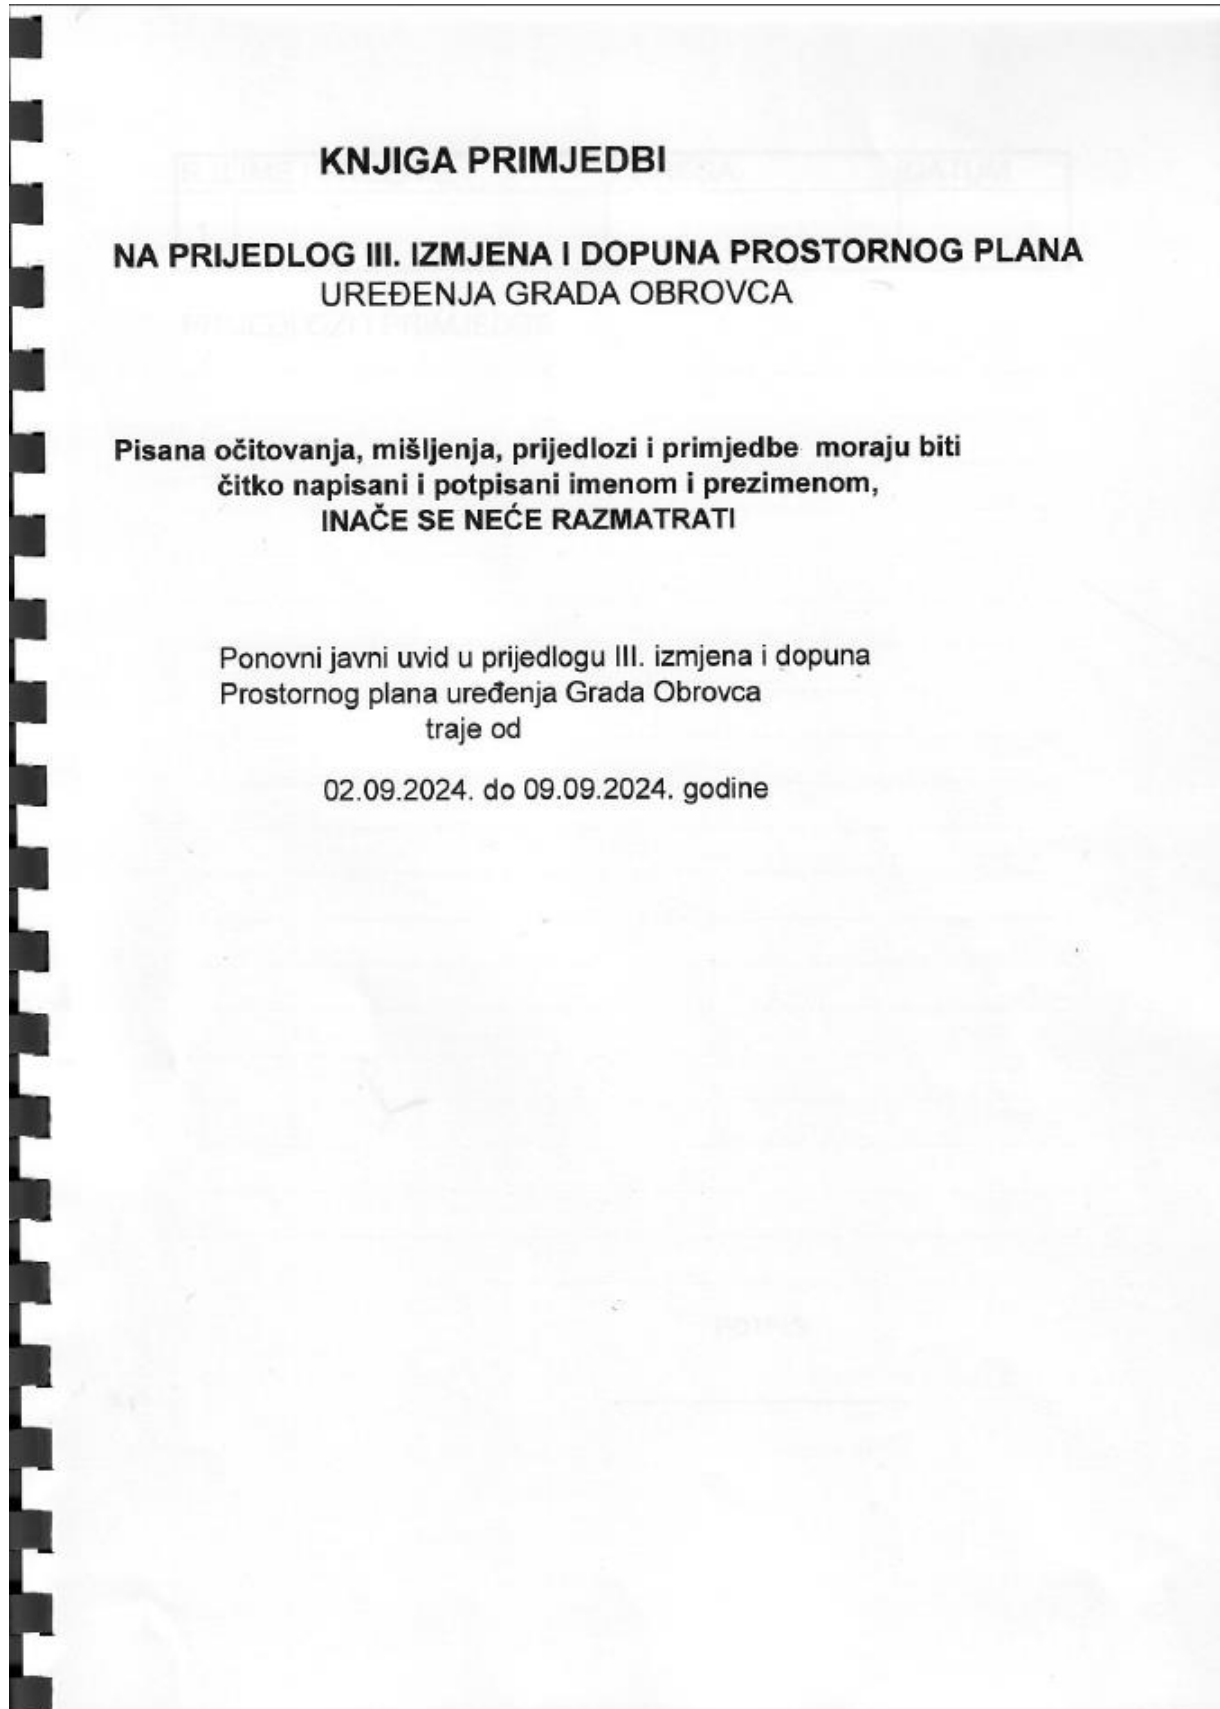 KNJIGA PRIMJEDBI
NA PRIJEDLOG III. IZMJENA I DOPUNA PROSTORNOG PLANA
UREĐENJA GRADA OBROVCA
Pisana očitovanja, mišljenja, prijedlozi i primjedbe moraju biti
čitko napisani i potpisani imenom i prezimenom,
INAČE SE NEĆE RAZMATRATI
Ponovni javni uvid u prijedlogu III. izmjena i dopuna
Prostornog plana uređenja Grada Obrovca
traje od
02.09.2024. do 09.09.2024. godine